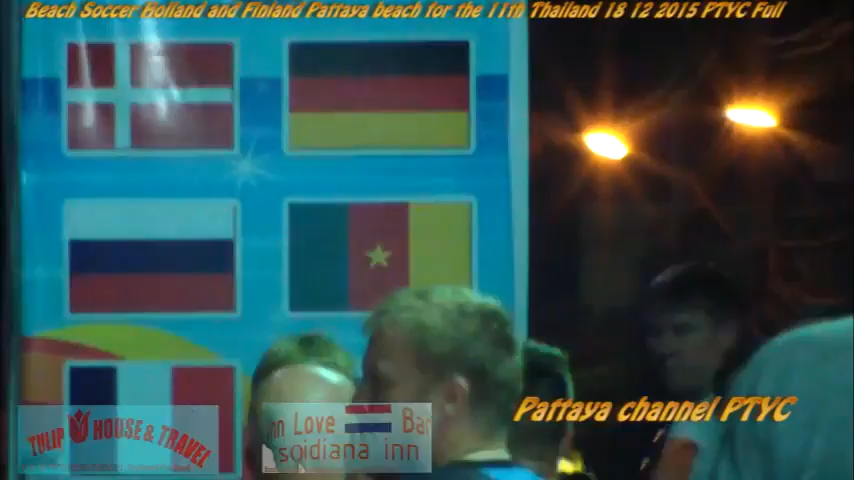 Beach Soccer Holland and Finland Pattaya beach for the 11th Thailand 18 12 2015 PTYC Full
Pattaya channel PTYC
TULIP HOUSE & TRAVEL
Inn Love Bar
soidiana inn